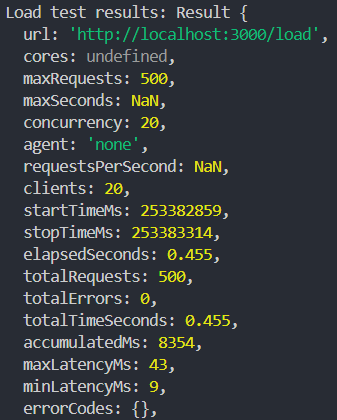 Load test results: Result {
  url: 'http://localhost:3000/load',
  cores: undefined,
  maxRequests: 500,
  maxSeconds: NaN,
  concurrency: 20,
  agent: 'none',
  requestsPerSecond: NaN,
  clients: 20,
  startTimeMs: 253382859,
  stopTimeMs: 253383314,
  elapsedSeconds: 0.455,
  totalRequests: 500,
  totalErrors: 0,
  totalTimeSeconds: 0.455,
  accumulatedMs: 8354,
  maxLatencyMs: 43,
  minLatencyMs: 9,
  errorCodes: {},